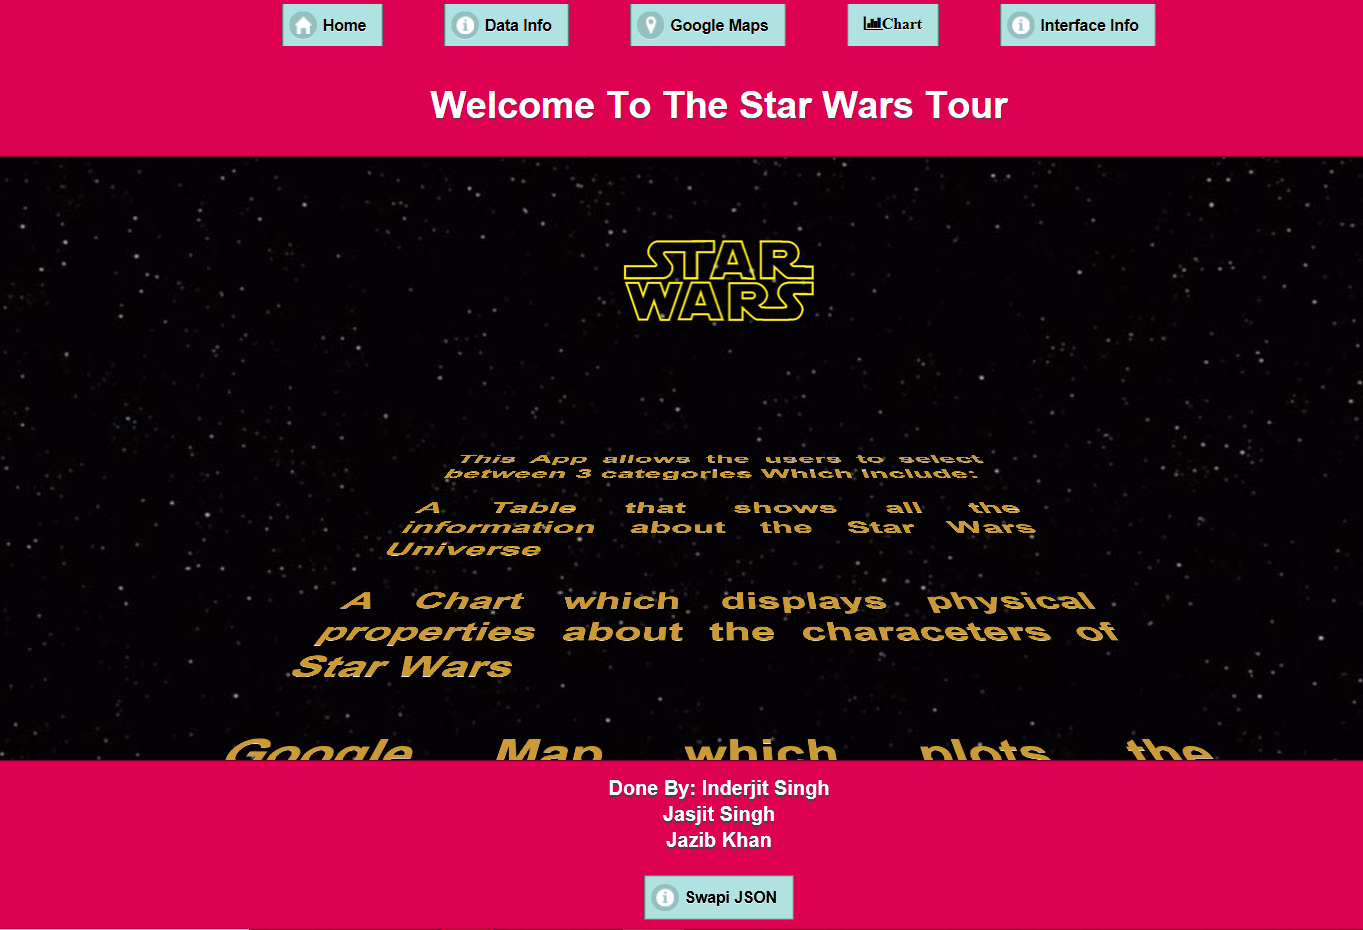 Home
Data Info
Google Maps
Chart
Interface Info
Welcome To The Star Wars Tour
STAR
WARS
This App allows the users to select
between 3 categories Which include:
A Table that shows all the
information about the Star Wars
Universe
A Chart which displays physical
properties about the characeters of
Star Wars
Google Map which plots the
Done By: Inderjit Singh
Jasjit Singh
Jazib Khan
Swapi JSON